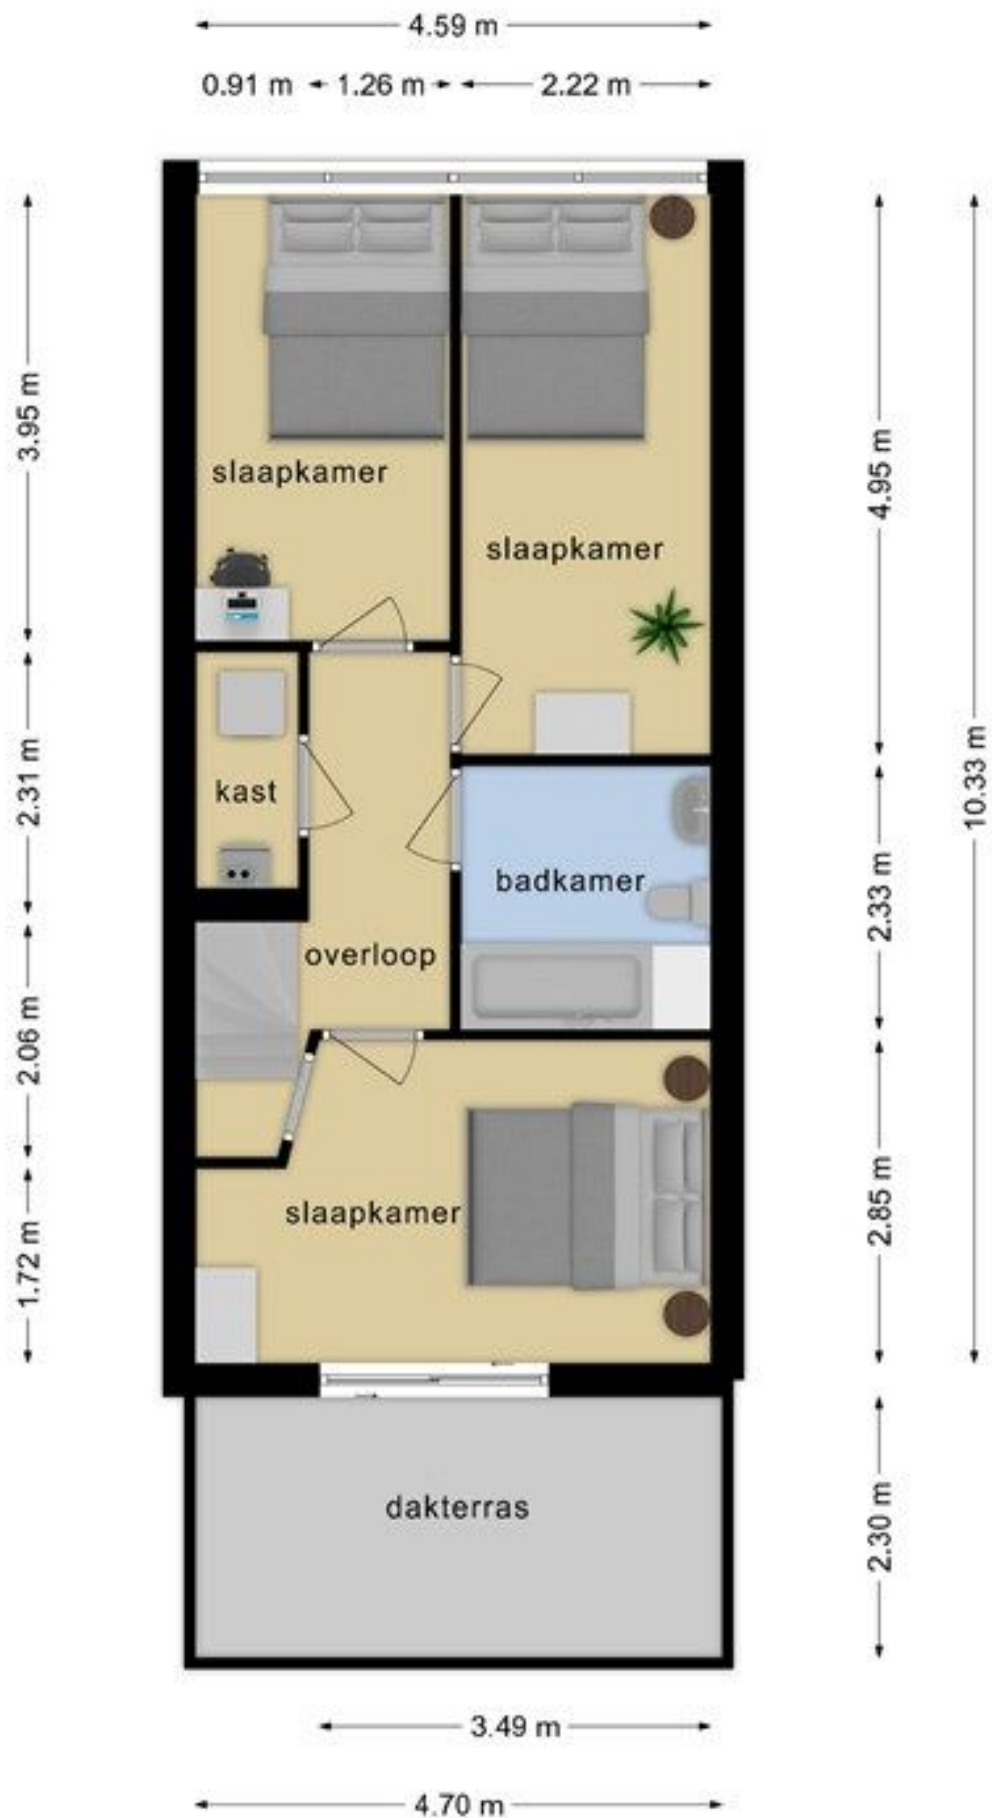 4.59 m
0.91 m 1.26 m 2.22 m
3.95 m
4.95 m
slaapkamer
slaapkamer
2.31 m
10.33 m
kast
badkamer
2.33 m
overloop
2.06 m
2.85 m
slaapkamer
1.72 m
dakterras
2.30 m
3.49 m
4.70 m